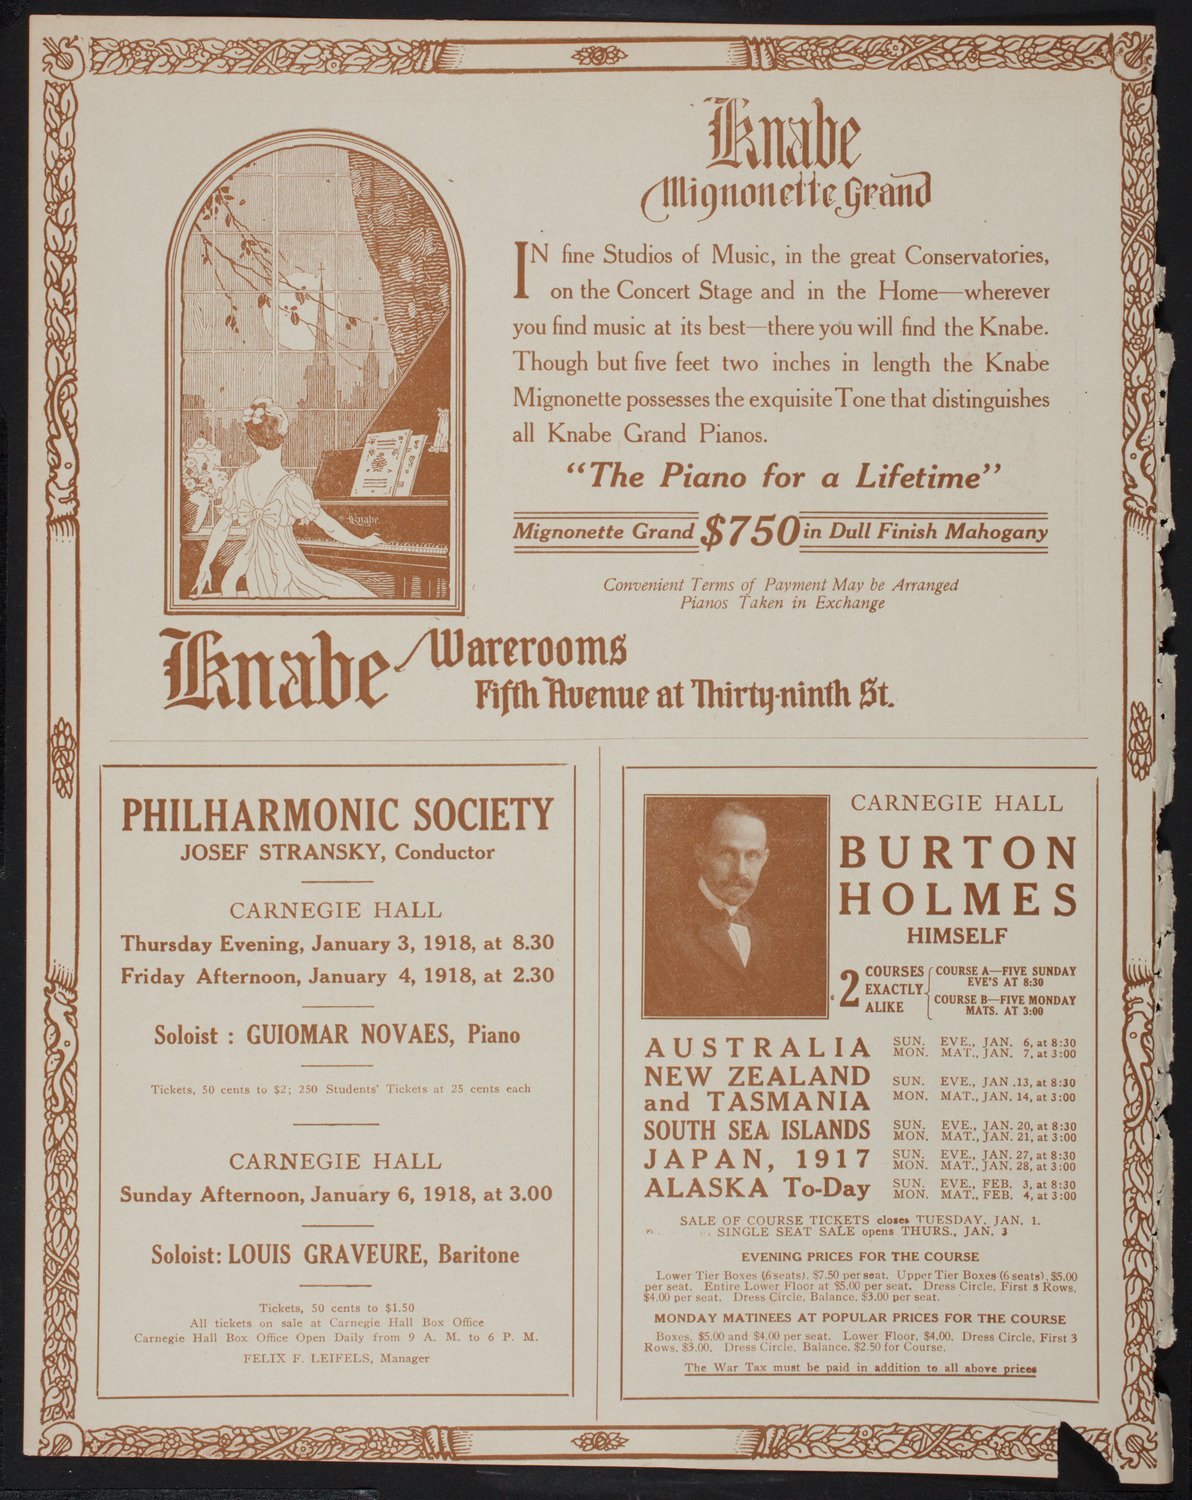 Knabe
Mignonette Grand
IN fine Studios of Music, in the great Conservatories,
on the Concert Stage and in the Home—wherever
you find music at its best—there you will find the Knabe.
Though but five feet two inches in length the Knabe
Mignonette possesses the exquisite Tone that distinguishes
all Knabe Grand Pianos.
“The Piano for a Lifetime”
Mignonette Grand $750 in Dull Finish Mahogany
Convenient Terms of Payment May be Arranged
Pianos Taken in Exchange
Knabe
Knabe Warerooms
Fifth Avenue at Thirty-ninth St.
PHILHARMONIC SOCIETY
JOSEF STRANSKY, Conductor
CARNEGIE HALL
Thursday Evening, January 3, 1918, at 8.30
Friday Afternoon, January 4, 1918, at 2.30
Soloist : GUIOMAR NOVAES, Piano
Tickets, 50 cents to $2; 250 Students' Tickets at 25 cents each
CARNEGIE HALL
Sunday Afternoon, January 6, 1918, at 3.00
Soloist: LOUIS GRAVEURE, Baritone
Tickets, 50 cents to $1.50
All tickets on sale at Carnegie Hall Box Office
Carnegie Hall Box Office Open Daily from 9 A. M. to 6 P. M.
FELIX F. LEIFELS, Manager
CARNEGIE HALL
BURTON
HOLMES
HIMSELF
2 COURSES EXACTLY ALIKE
COURSE A—FIVE SUNDAY
EVE'S AT 8:30
COURSE B—FIVE MONDAY
MATS. AT 3:00
AUSTRALIA SUN. EVE., JAN. 6, at 8:30
MON. MAT., JAN. 7, at 3:00
NEW ZEALAND SUN. EVE., JAN .13, at 8:30
and TASMANIA MON. MAT., JAN. 14, at 3:00
SOUTH SEA ISLANDS SUN. EVE., JAN. 20, at 8:30
MON. MAT., JAN. 21, at 3:00
JAPAN, 1917 SUN. EVE., JAN. 27, at 8:30
MON. MAT., JAN. 28, at 3:00
ALASKA To-Day SUN. EVE., FEB. 3, at 8:30
MON. MAT., FEB. 4, at 3:00
SALE OF COURSE TICKETS closes TUESDAY, JAN. 1.
SINGLE SEAT SALE opens THURS., JAN. 3
EVENING PRICES FOR THE COURSE
Lower Tier Boxes (6 seats), $7.50 per seat. Upper Tier Boxes (6 seats), $5.00
per seat. Entire Lower Floor at $5.00 per seat. Dress Circle, First 3 Rows,
$4.00 per seat. Dress Circle, Balance, $3.00 per seat.
MONDAY MATINEES AT POPULAR PRICES FOR THE COURSE
Boxes, $5.00 and $4.00 per seat. Lower Floor, $4.00. Dress Circle, First 3
Rows, $3.00. Dress Circle, Balance, $2.50 for Course.
The War Tax must be paid in addition to all above prices